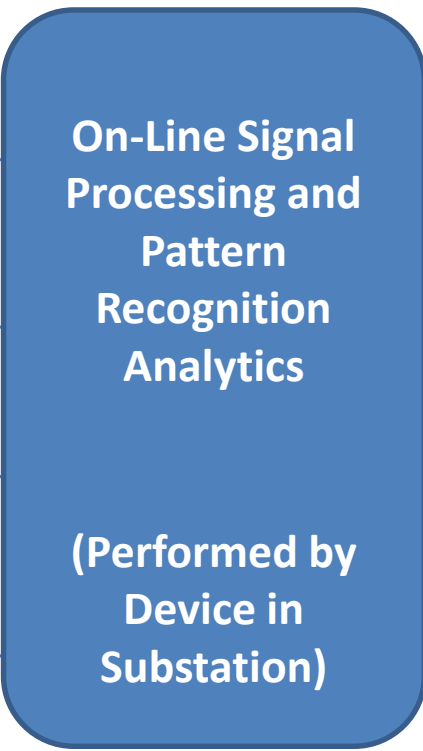 On-Line Signal
Processing and
Pattern
Recognition
Analytics
(Performed by
Device in
Substation)